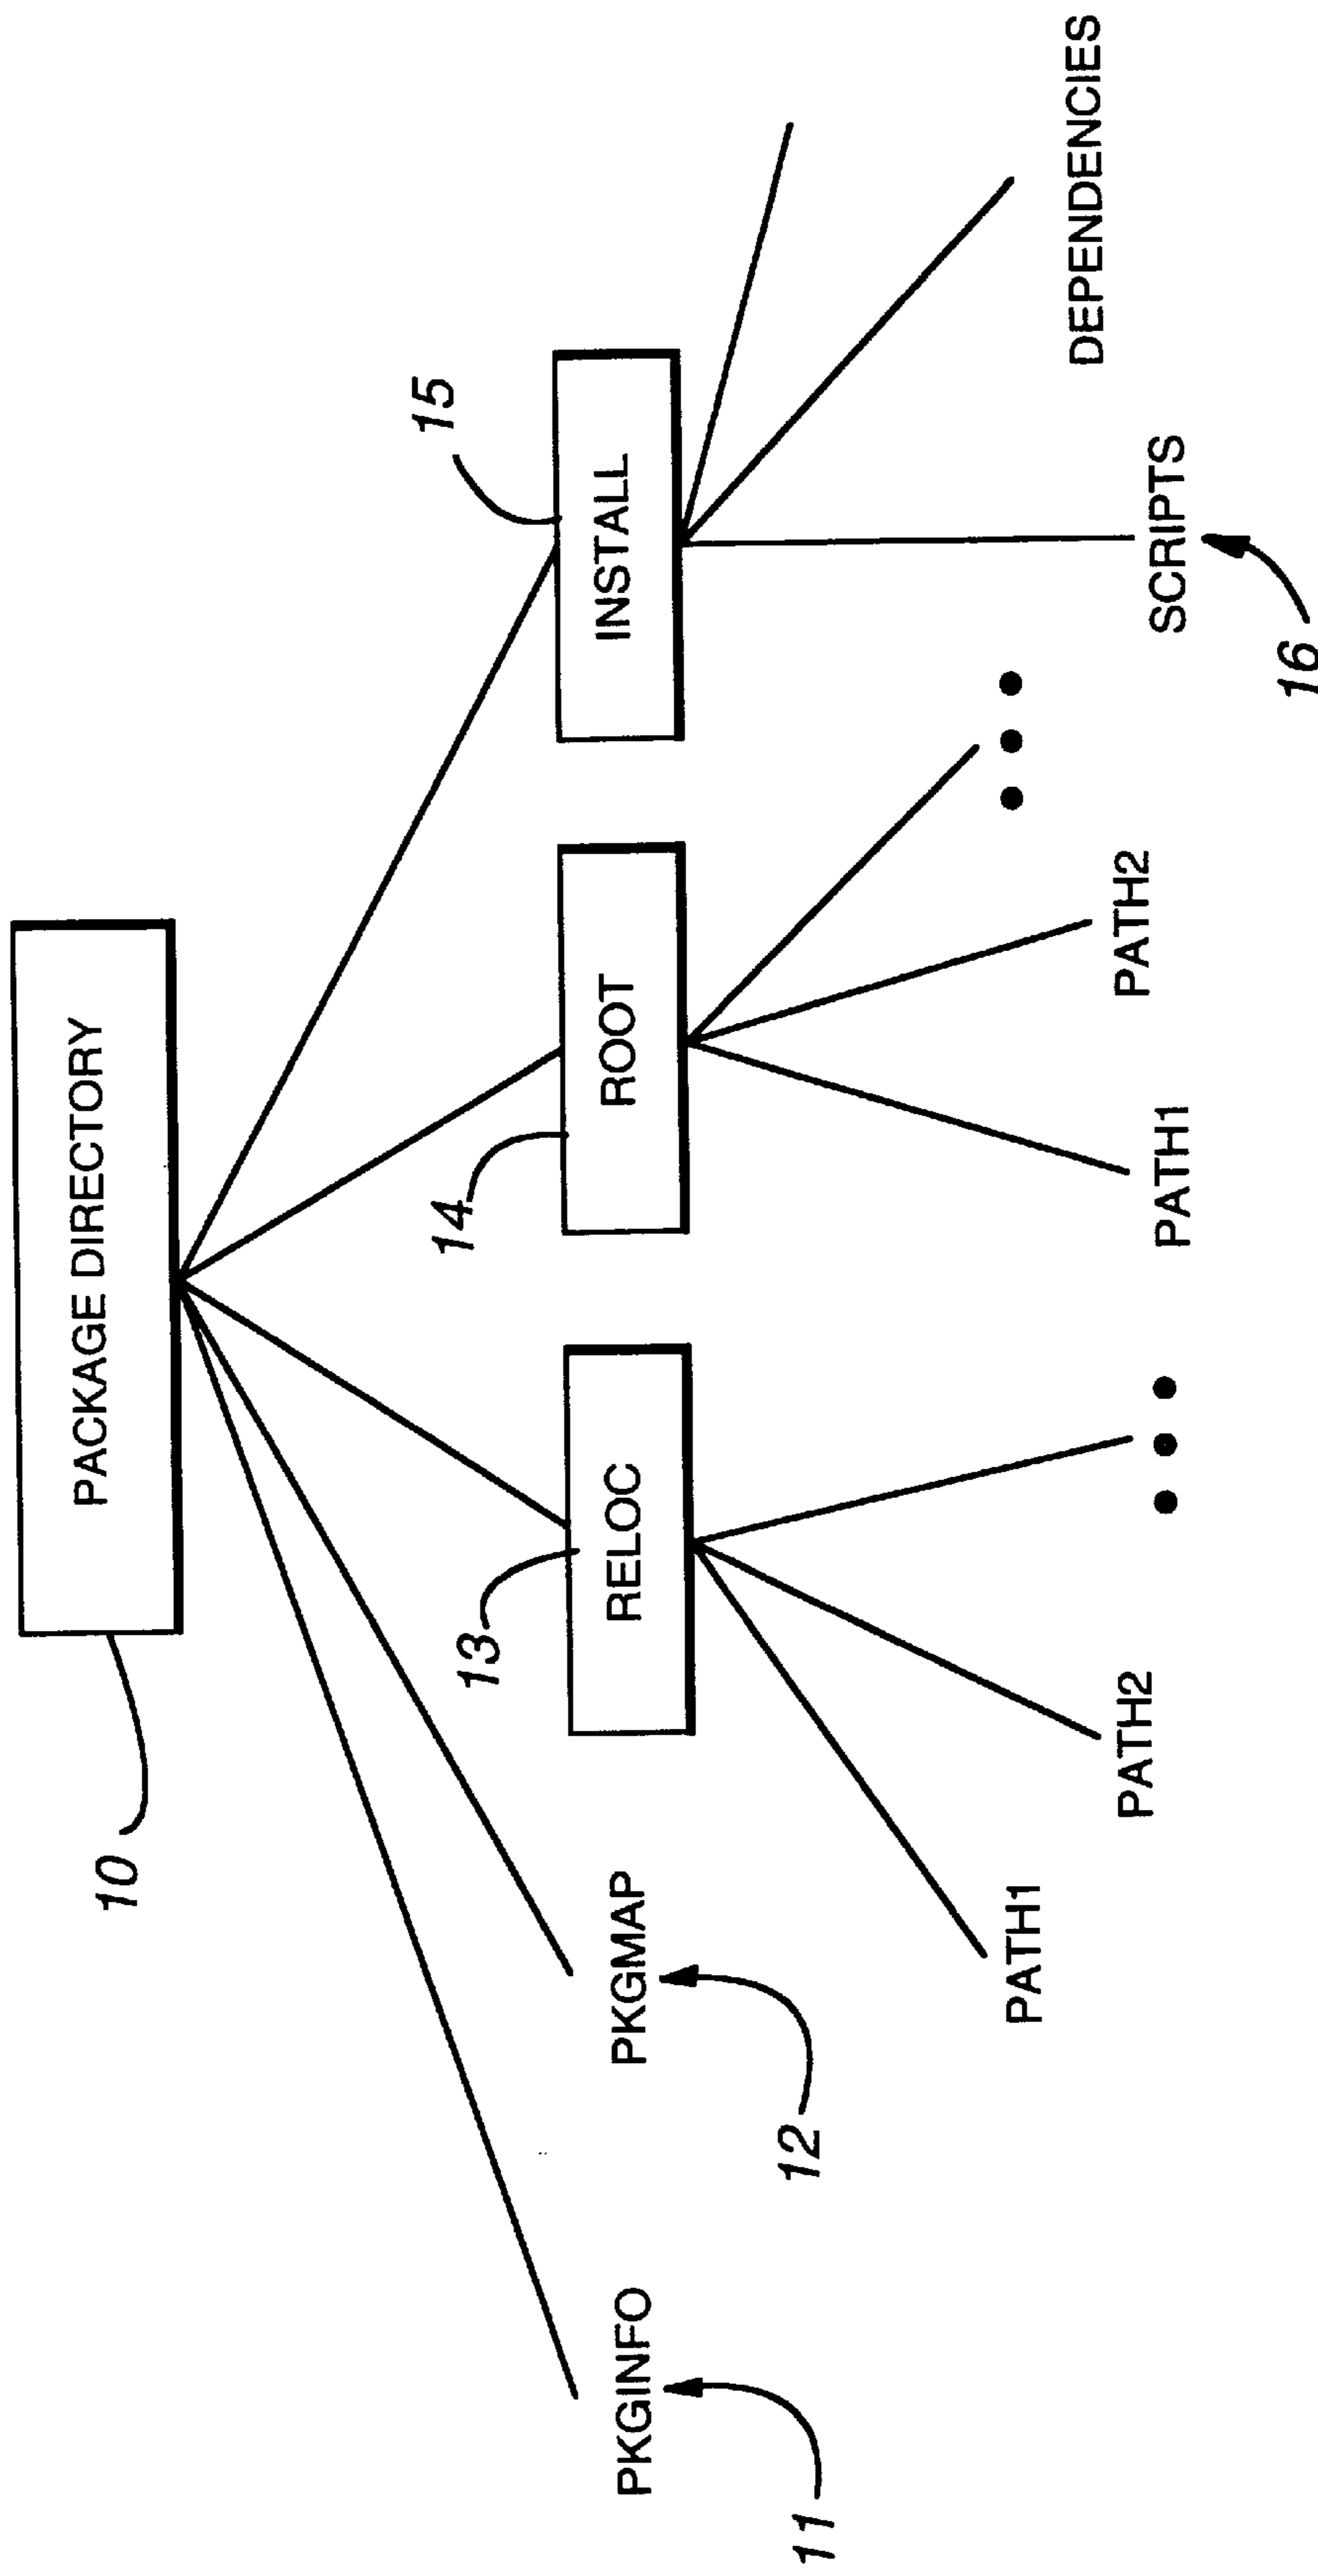 PACKAGE DIRECTORY
10
15
14
13
INSTALL
ROOT
RELOC
PKGMAP
PKGINFO
12
11
DEPENDENCIES
PATH1
PATH2
PATH1
PATH2
SCRIPTS
16